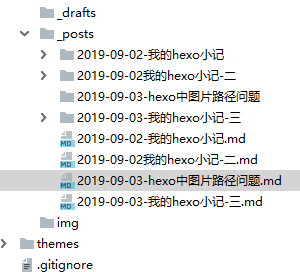 _drafts
_posts
2019-09-02-我的hexo小记
2019-09-02我的hexo小记-二
2019-09-03-hexo中图片路径问题
2019-09-03-我的hexo小记-三
MD 2019-09-02-我的hexo小记.md
MD 2019-09-02我的hexo小记-二.md
MD 2019-09-03-hexo中图片路径问题.md
MD 2019-09-03-我的hexo小记-三.md
img
themes
.gitignore